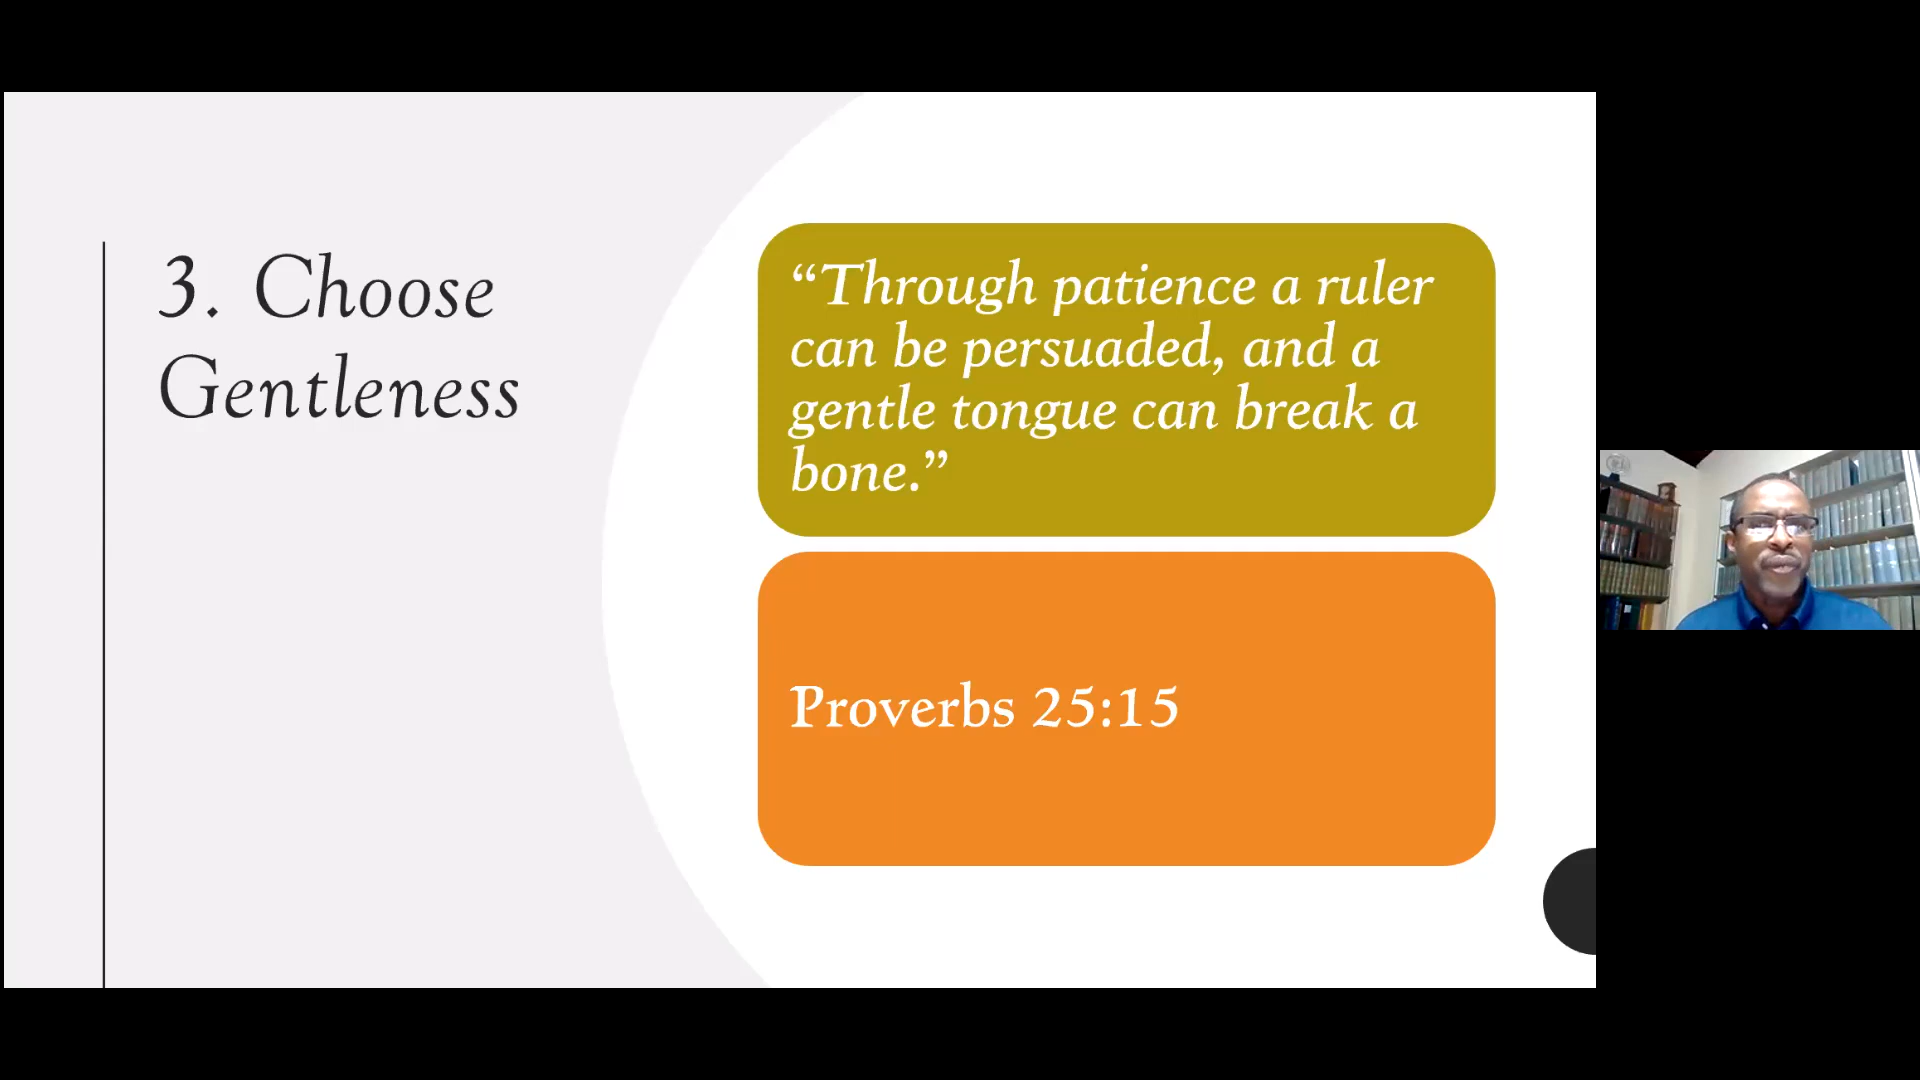 3. Choose
Gentleness
“Through patience a ruler
can be persuaded, and a
gentle tongue can break a
bone.”
Proverbs 25:15